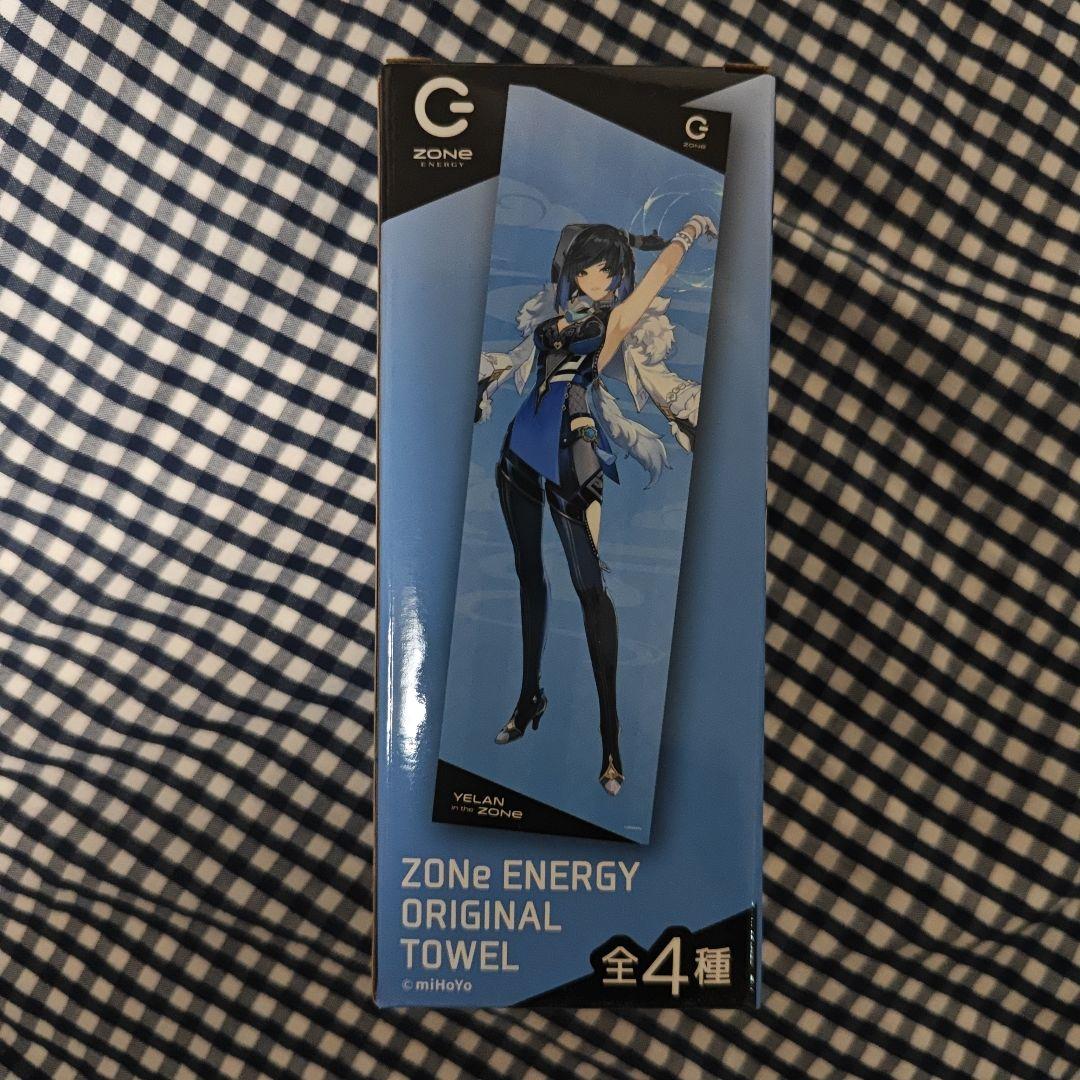 ZONe
ENERGY
ZONe
YELAN
in the ZONe
ZONe ENERGY
ORIGINAL
TOWEL
© miHoYo
全4種